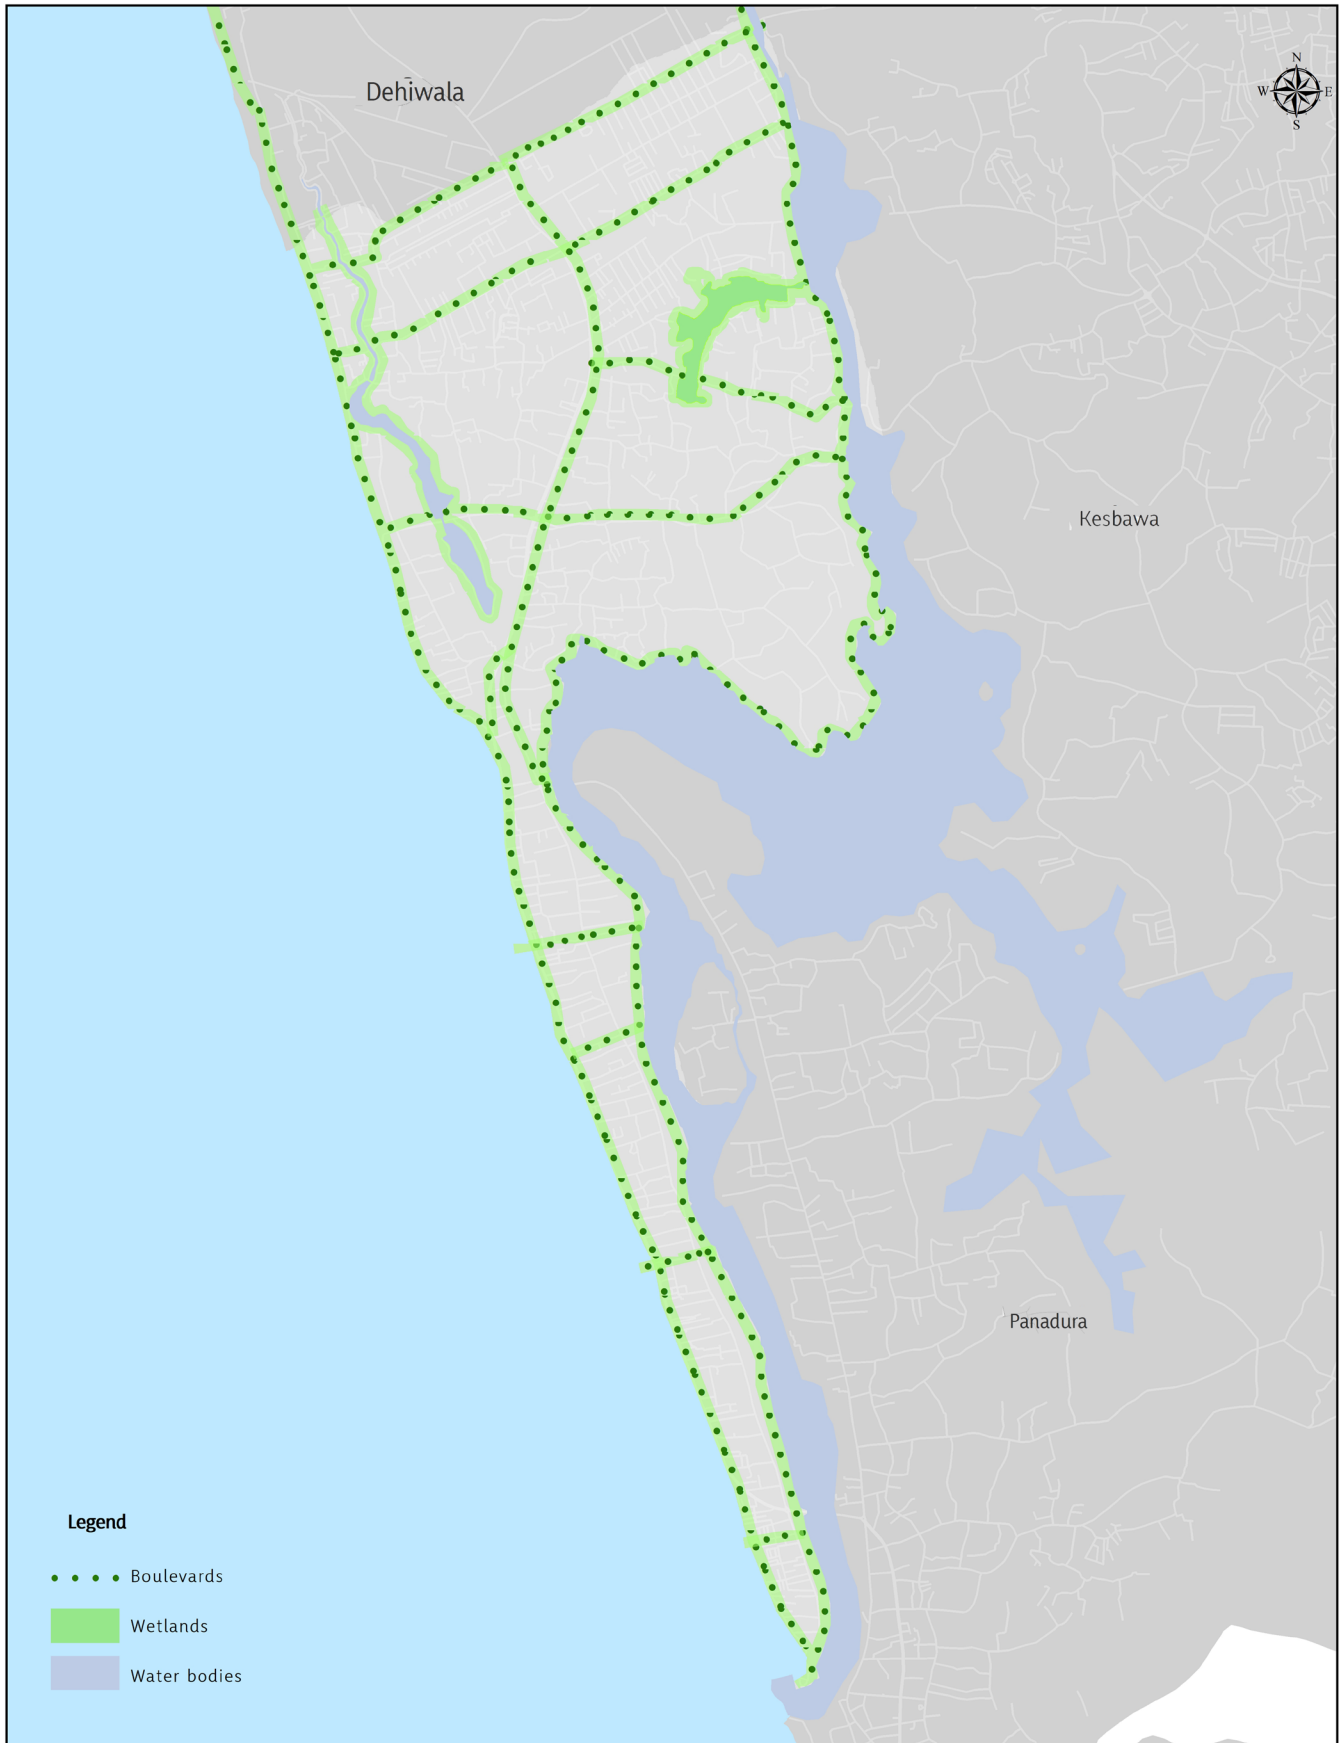 Dehiwala
N
W E
S
Kesbawa
Panadura
Legend
Boulevards
Wetlands
Water bodies